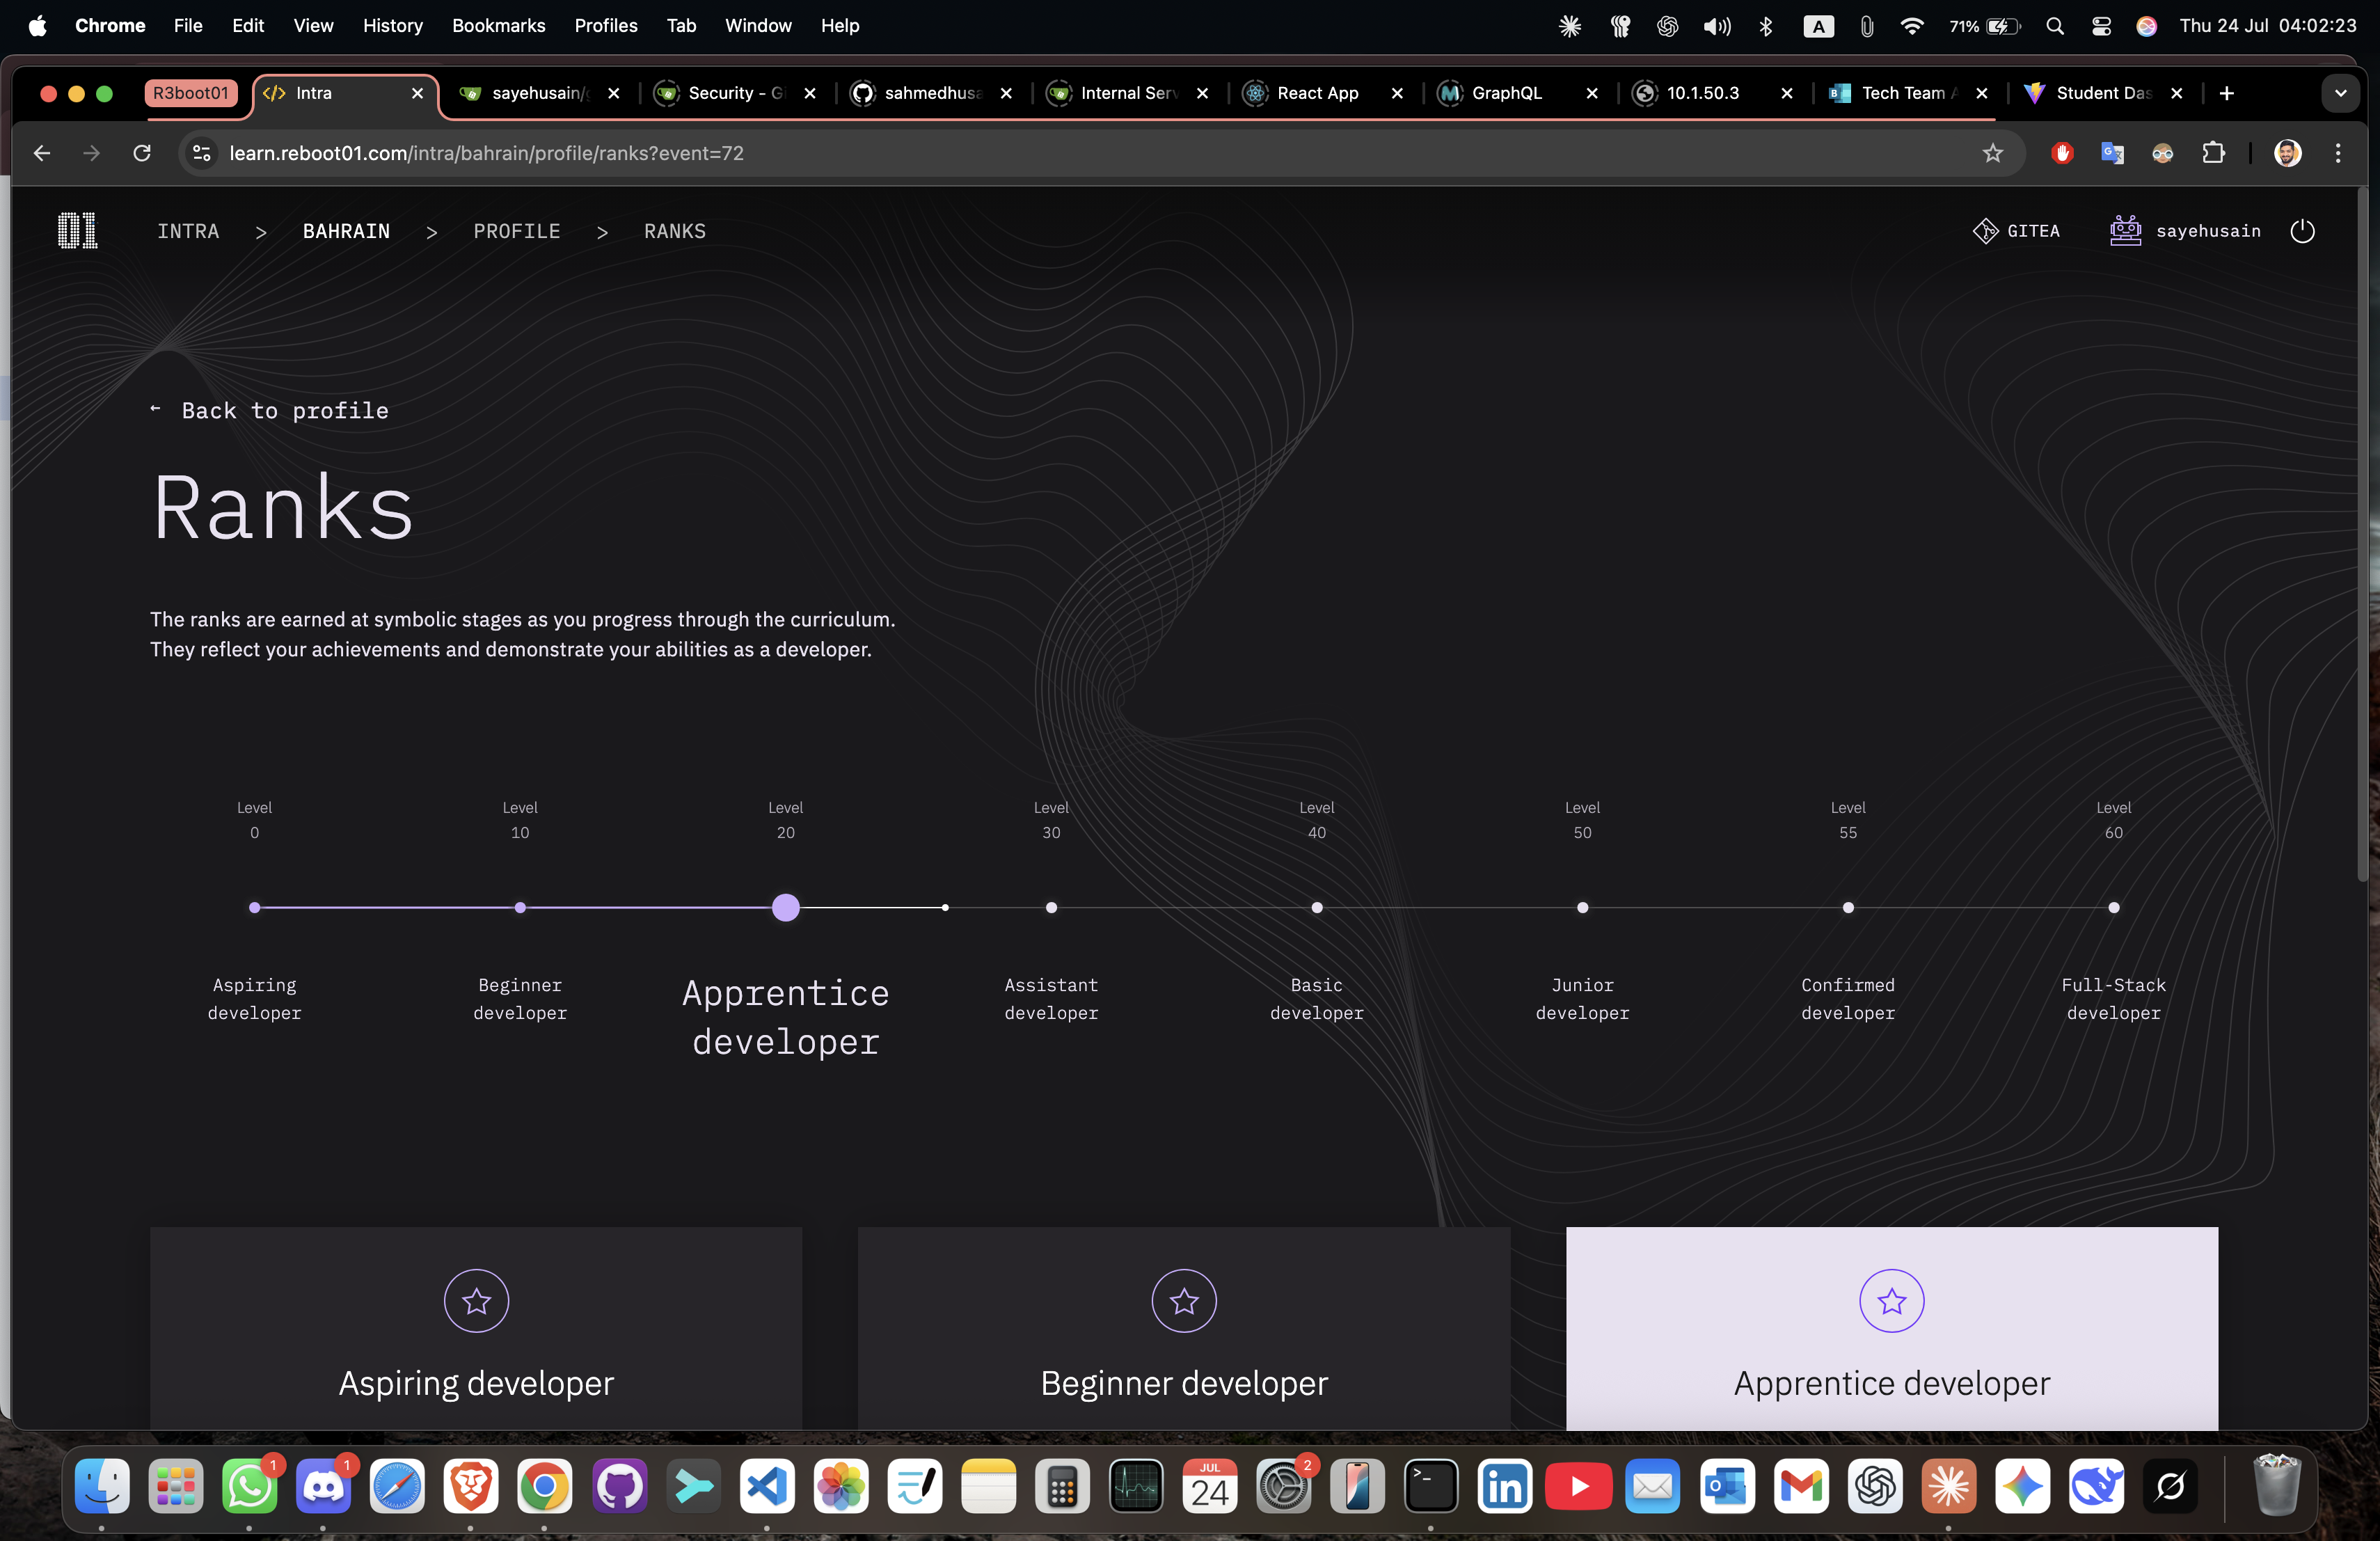 Chrome File Edit View History Bookmarks Profiles Tab Window Help A 71% Thu 24 Jul 04:02:23
R3boot01 Intra sayehusain/g Security - Gi sahmedhusa Internal Serv React App GraphQL 10.1.50.3 Tech Team A Student Das
learn.reboot01.com/intra/bahrain/profile/ranks?event=72
01 INTRA > BAHRAIN > PROFILE > RANKS GITEA sayehusain
← Back to profile
Ranks
The ranks are earned at symbolic stages as you progress through the curriculum.
They reflect your achievements and demonstrate your abilities as a developer.
Level Level Level Level Level Level Level Level
0 10 20 30 40 50 55 60
Aspiring Beginner Apprentice Assistant Basic Junior Confirmed Full-Stack
developer developer developer developer developer developer developer developer
Aspiring developer Beginner developer Apprentice developer
1 1 JUL 2
24